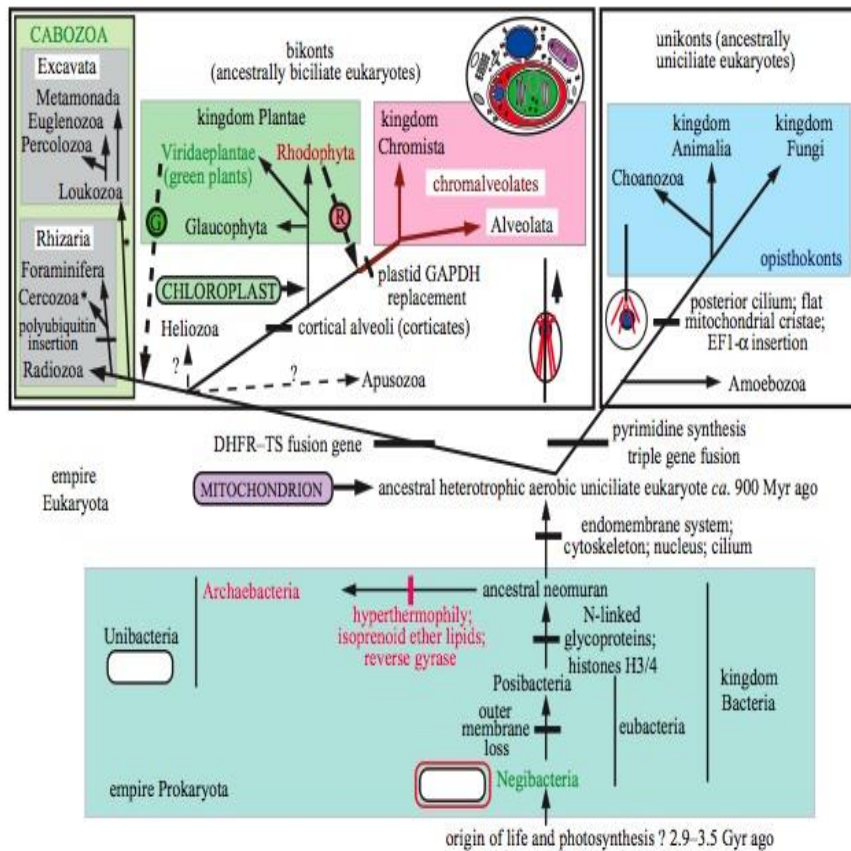 CABOZOA
Excavata
Metamonada
Euglenozoa
Percolozoa
Loukozoa
*
Rhizaria
Foraminifera
Cercozoa*
polyubiquitin
insertion
Radiozoa
bikonts
(ancestrally biciliate eukaryotes)
kingdom Plantae
Viridaeplantae
(green plants)
Rhodophyta
Glaucophyta
G
R
CHLOROPLAST
Heliozoa
?
?
Apusozoa
cortical alveoli (corticates)
plastid GAPDH
replacement
kingdom
Chromista
chromalveolates
Alveolata
unikonts (ancestrally
uniciliate eukaryotes)
kingdom
Animalia
kingdom
Fungi
Choanozoa
opisthokonts
posterior cilium; flat
mitochondrial cristae;
EF1-α insertion
Amoebozoa
DHFR–TS fusion gene
pyrimidine synthesis
triple gene fusion
empire
Eukaryota
MITOCHONDRION
ancestral heterotrophic aerobic uniciliate eukaryote ca. 900 Myr ago
endomembrane system;
cytoskeleton; nucleus; cilium
Archaebacteria
ancestral neomuran
hyperthermophily;
isoprenoid ether lipids;
reverse gyrase
N-linked
glycoproteins;
histones H3/4
Unibacteria
Posibacteria
kingdom
Bacteria
outer
membrane
loss
eubacteria
empire Prokaryota
Negibacteria
origin of life and photosynthesis ? 2.9–3.5 Gyr ago